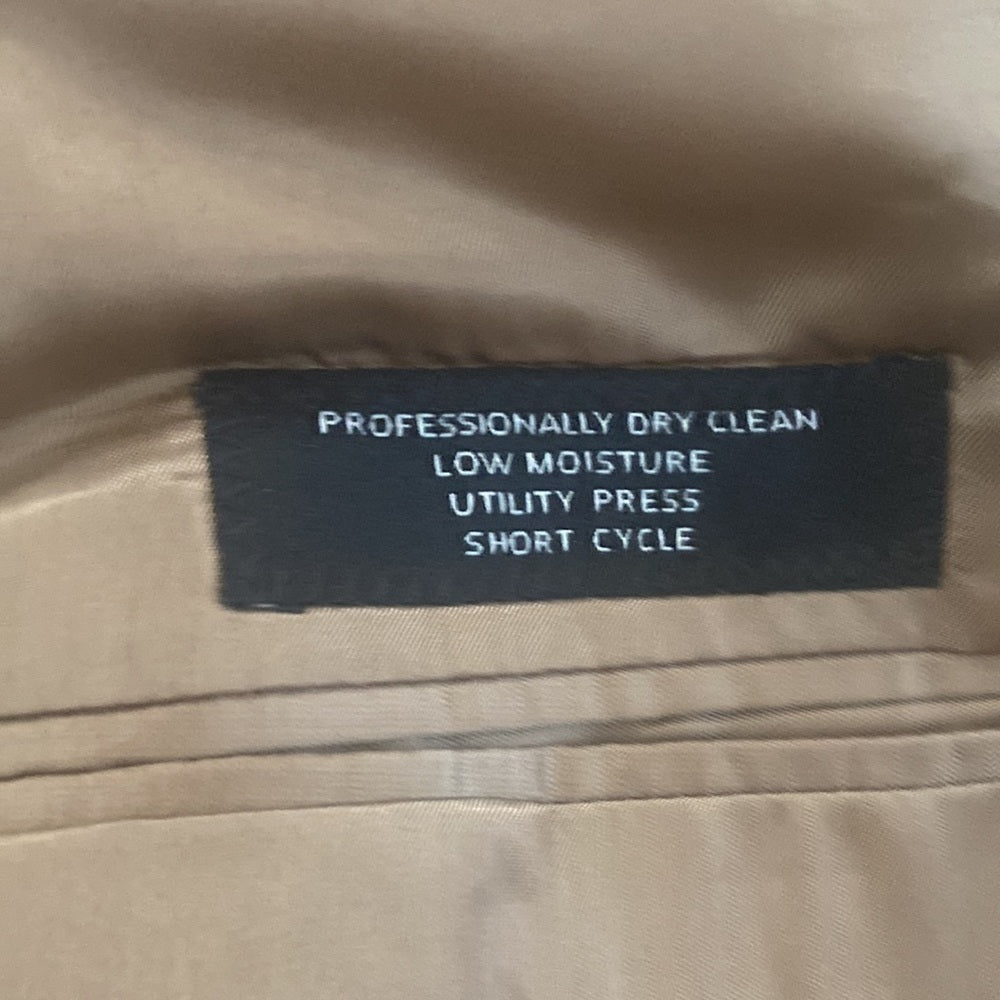 PROFESSIONALLY DRY CLEAN
LOW MOISTURE
UTILITY PRESS
SHORT CYCLE